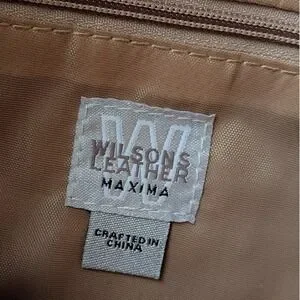 W
WILSONS
LEATHER
MAXIMA
CRAFTED IN
CHINA